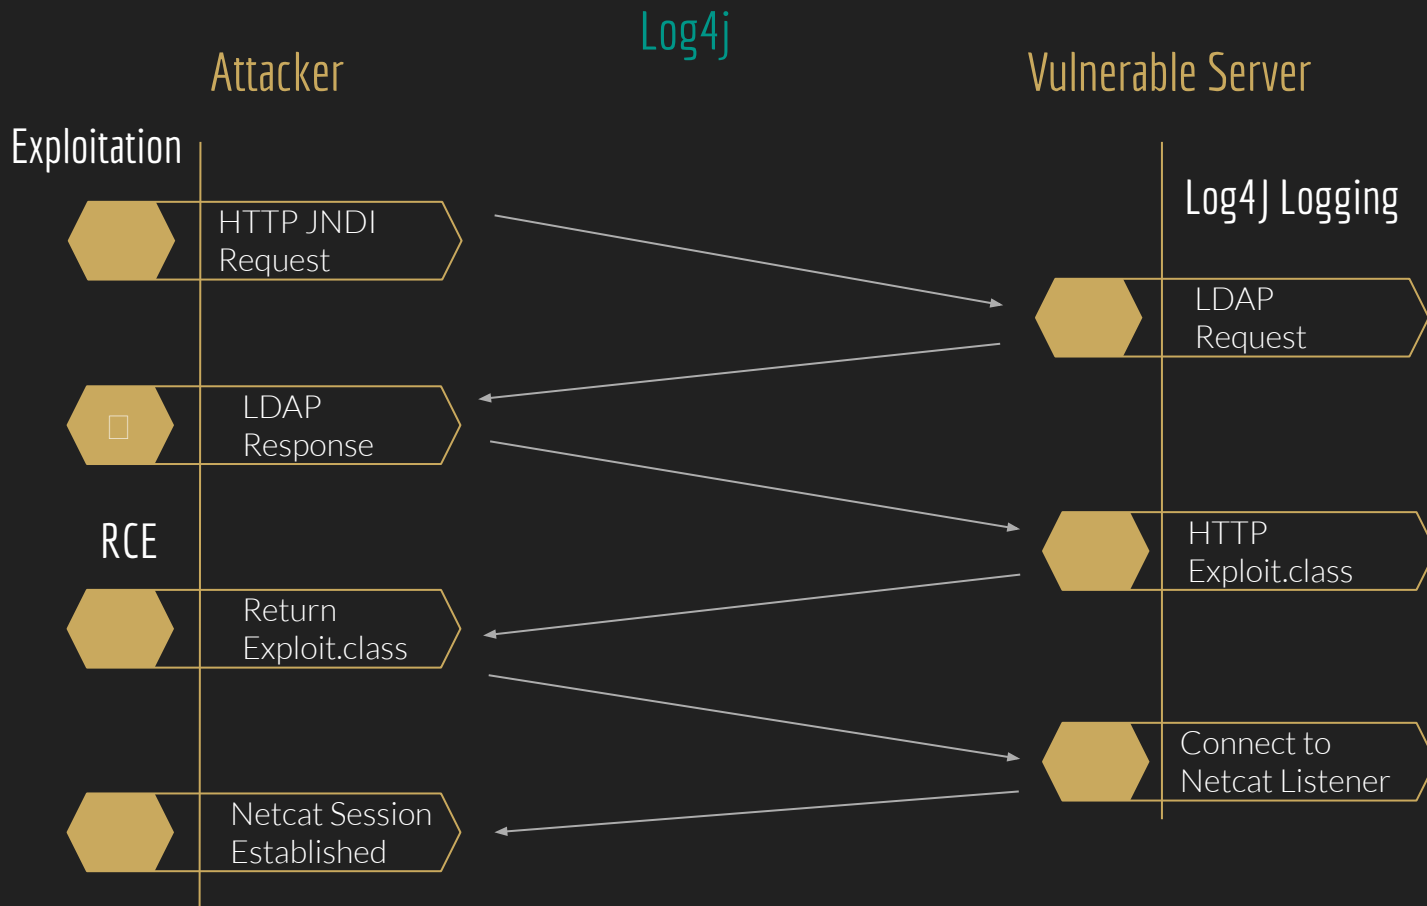 Log4j
Attacker
Vulnerable Server
Exploitation
Log4J Logging
HTTP JNDI
Request
LDAP
Request
LDAP
Response
RCE
HTTP
Exploit.class
Return
Exploit.class
Connect to
Netcat Listener
Netcat Session
Established